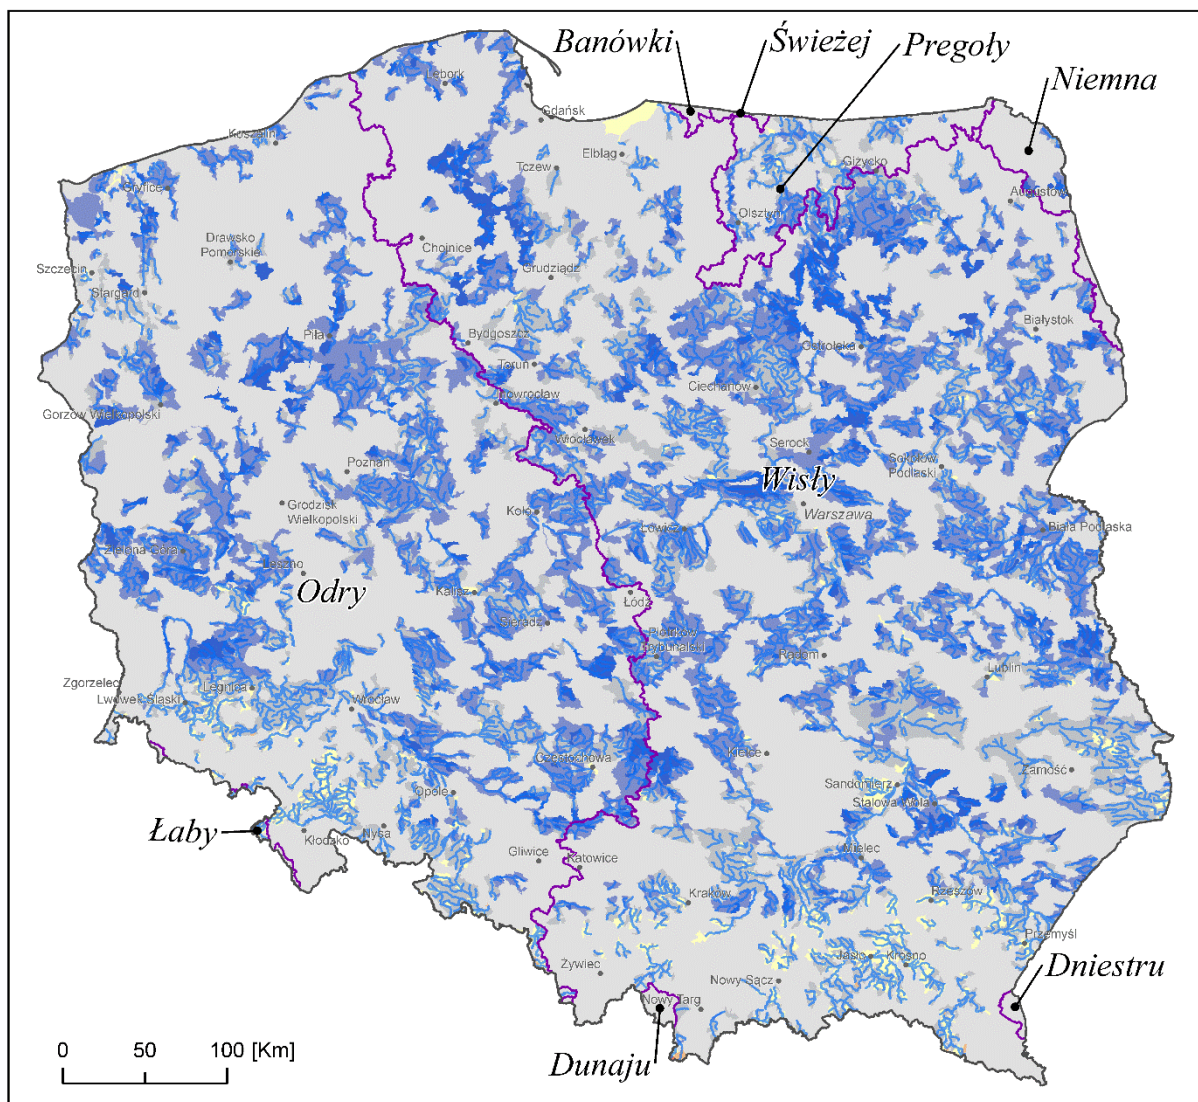 Banówki
Świeżej
Pregoły
Niemna
Lębork
Gdańsk
Koszalin
Elbląg
Tczew
Giżycko
Gryfice
Augustów
Olsztyn
Drawsko
Pomorskie
Chojnice
Szczecin
Grudziądz
Stargard
Białystok
Piła
Bydgoszcz
Ostrołęka
Toruń
Ciechanów
Inowrocław
Gorzów Wielkopolski
Włocławek
Serock
Sokołów
Podlaski
Poznań
Wisły
Grodzisk
Wielkopolski
Koło
Warszawa
Łowicz
Biała Podlaska
Zielona Góra
Leszno
Odry
Kalisz
Łódź
Sieradz
Piotrków
Trybunalski
Radom
Lublin
Zgorzelec
Legnica
Lwówek Śląski
Wrocław
Kielce
Częstochowa
Zamość
Sandomierz
Opole
Stalowa Wola
Łaby
Kłodzko
Nysa
Gliwice
Katowice
Mielec
Kraków
Rzeszów
Przemyśl
Jasło
Krosno
Żywiec
Nowy Sącz
Dniestru
Nowy Targ
Dunaju
0 50 100 [Km]